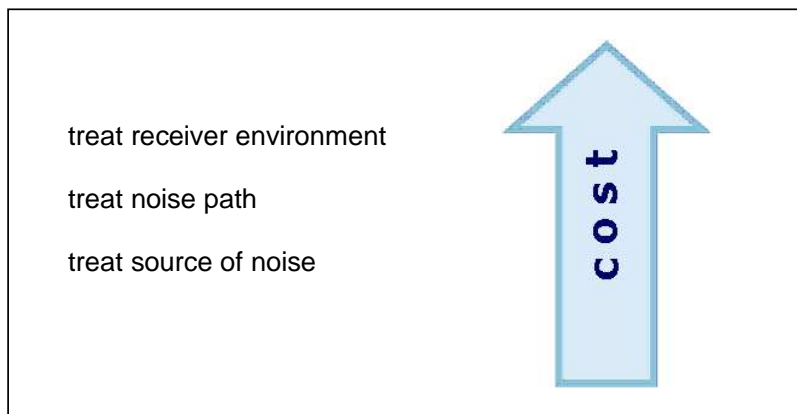 treat receiver environment
treat noise path
treat source of noise
cost